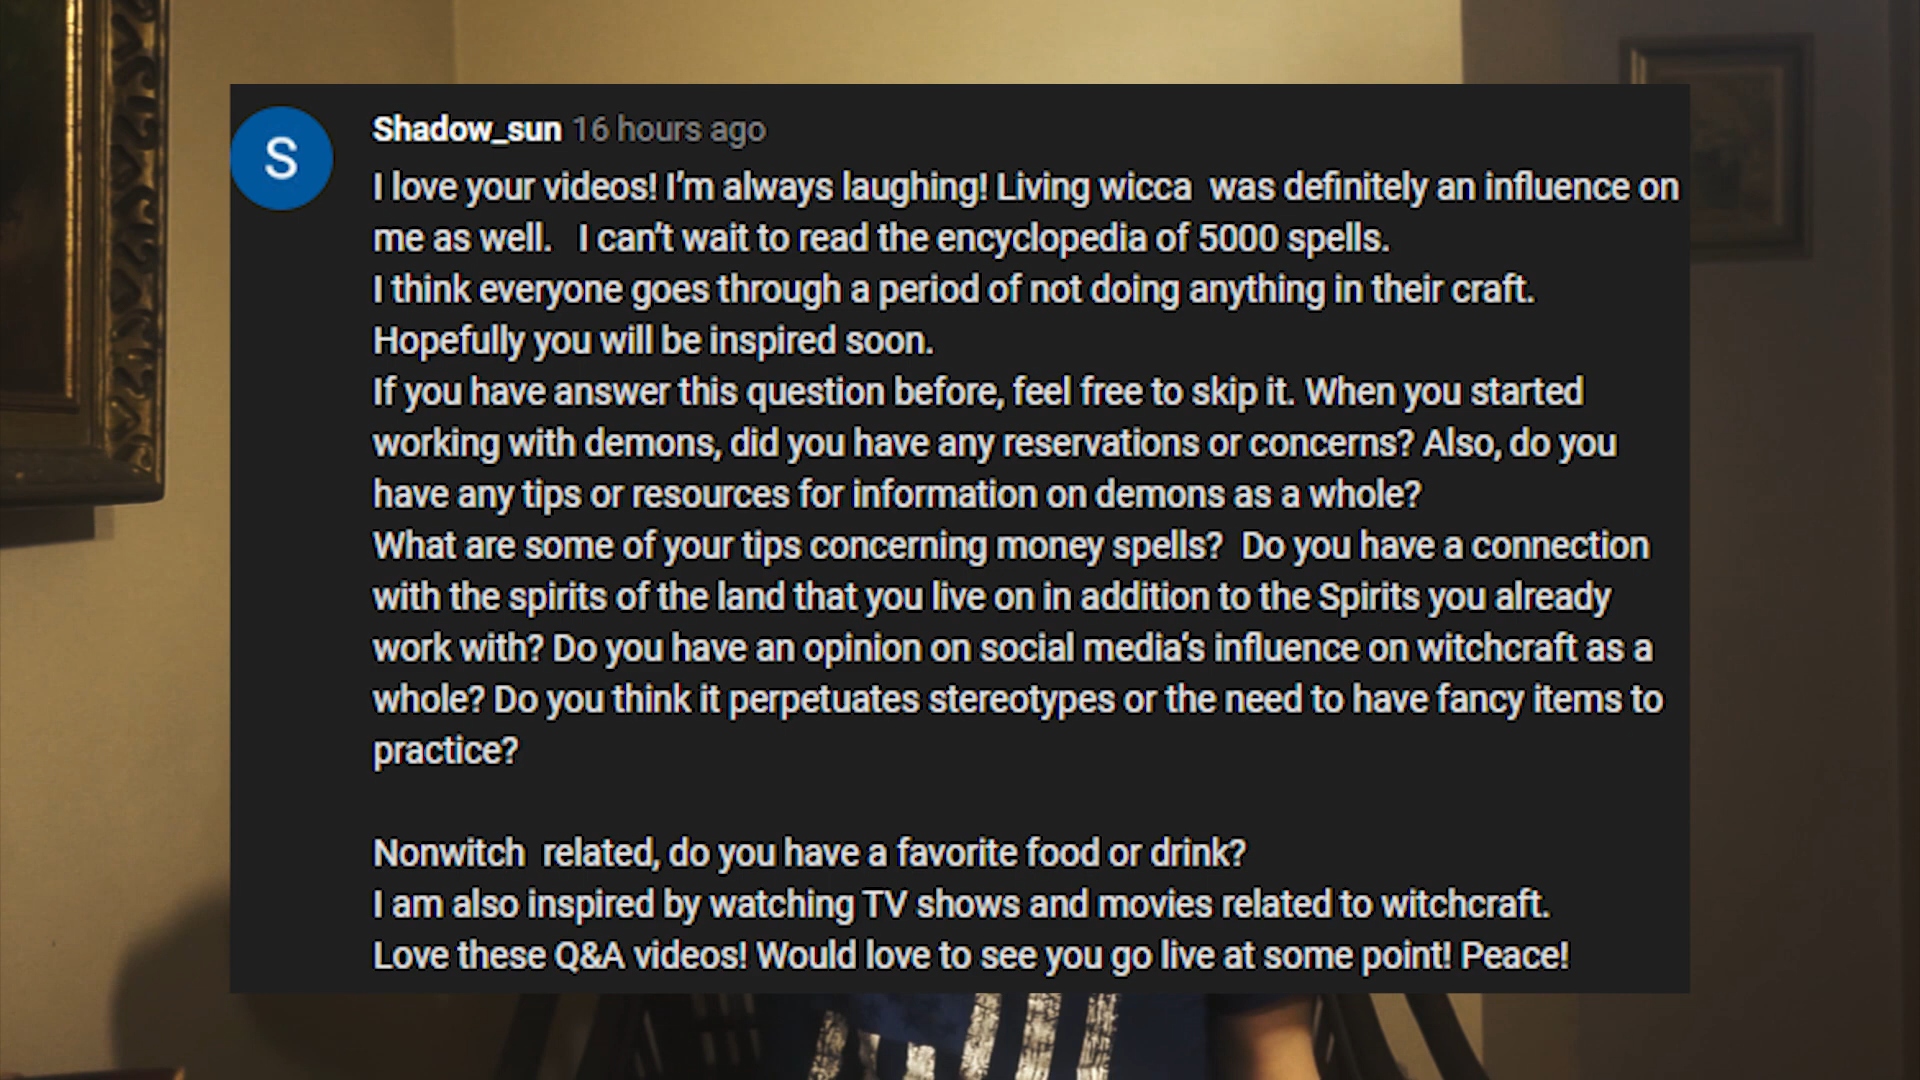 S
Shadow_sun 16 hours ago
I love your videos! I’m always laughing! Living wicca  was definitely an influence on
me as well.   I can’t wait to read the encyclopedia of 5000 spells.
I think everyone goes through a period of not doing anything in their craft.
Hopefully you will be inspired soon.
If you have answer this question before, feel free to skip it. When you started
working with demons, did you have any reservations or concerns? Also, do you
have any tips or resources for information on demons as a whole?
What are some of your tips concerning money spells?  Do you have a connection
with the spirits of the land that you live on in addition to the Spirits you already
work with? Do you have an opinion on social media‘s influence on witchcraft as a
whole? Do you think it perpetuates stereotypes or the need to have fancy items to
practice?
Nonwitch  related, do you have a favorite food or drink?
I am also inspired by watching TV shows and movies related to witchcraft.
Love these Q&A videos! Would love to see you go live at some point! Peace!